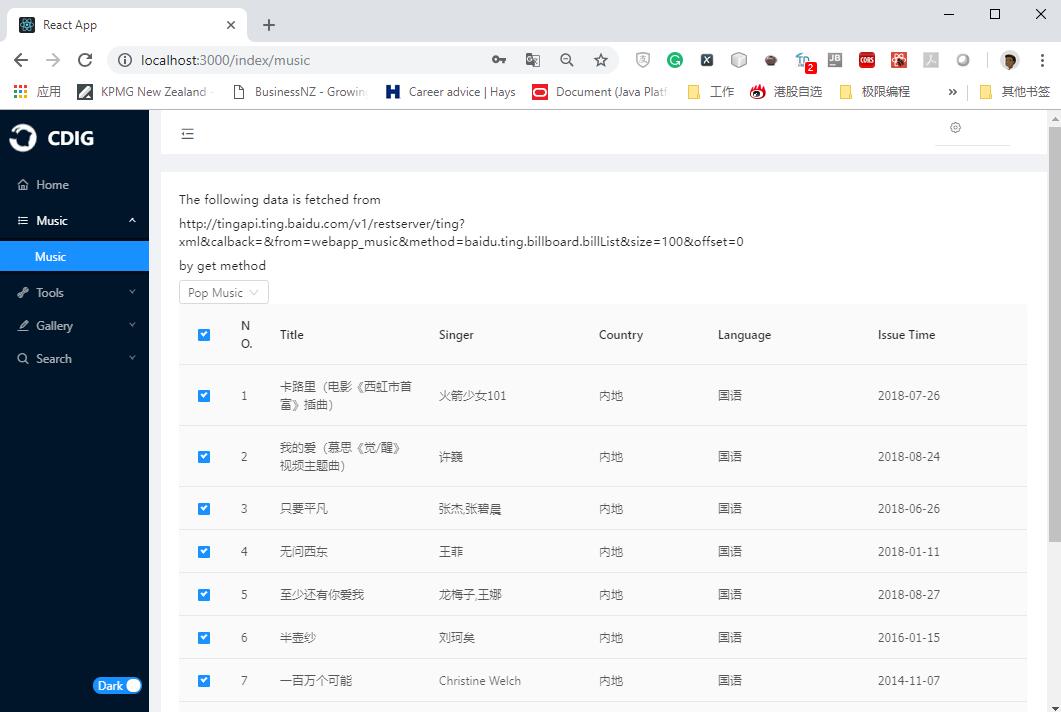 React App
localhost:3000/index/music
2
JB
CORS
应用
KPMG New Zealand
BusinessNZ - Growing
Career advice | Hays
Document (Java Platf
工作
港股自选
极限编程
»
其他书签
CDIG
Home
Music
Music
Tools
Gallery
Search
Dark
The following data is fetched from
http://tingapi.ting.baidu.com/v1/restserver/ting?
xml&calback=&from=webapp_music&method=baidu.ting.billboard.billList&size=100&offset=0
by get method
Pop Music
N
O. Title Singer Country Language Issue Time
1 卡路里（电影《西虹市首
富》插曲） 火箭少女101 内地 国语 2018-07-26
2 我的爱（慕思《觉/醒》
视频主题曲） 许巍 内地 国语 2018-08-24
3 只要平凡 张杰,张碧晨 内地 国语 2018-06-26
4 无问西东 王菲 内地 国语 2018-01-11
5 至少还有你爱我 龙梅子,王娜 内地 国语 2018-08-27
6 半壶纱 刘珂矣 内地 国语 2016-01-15
7 一百万个可能 Christine Welch 内地 国语 2014-11-07